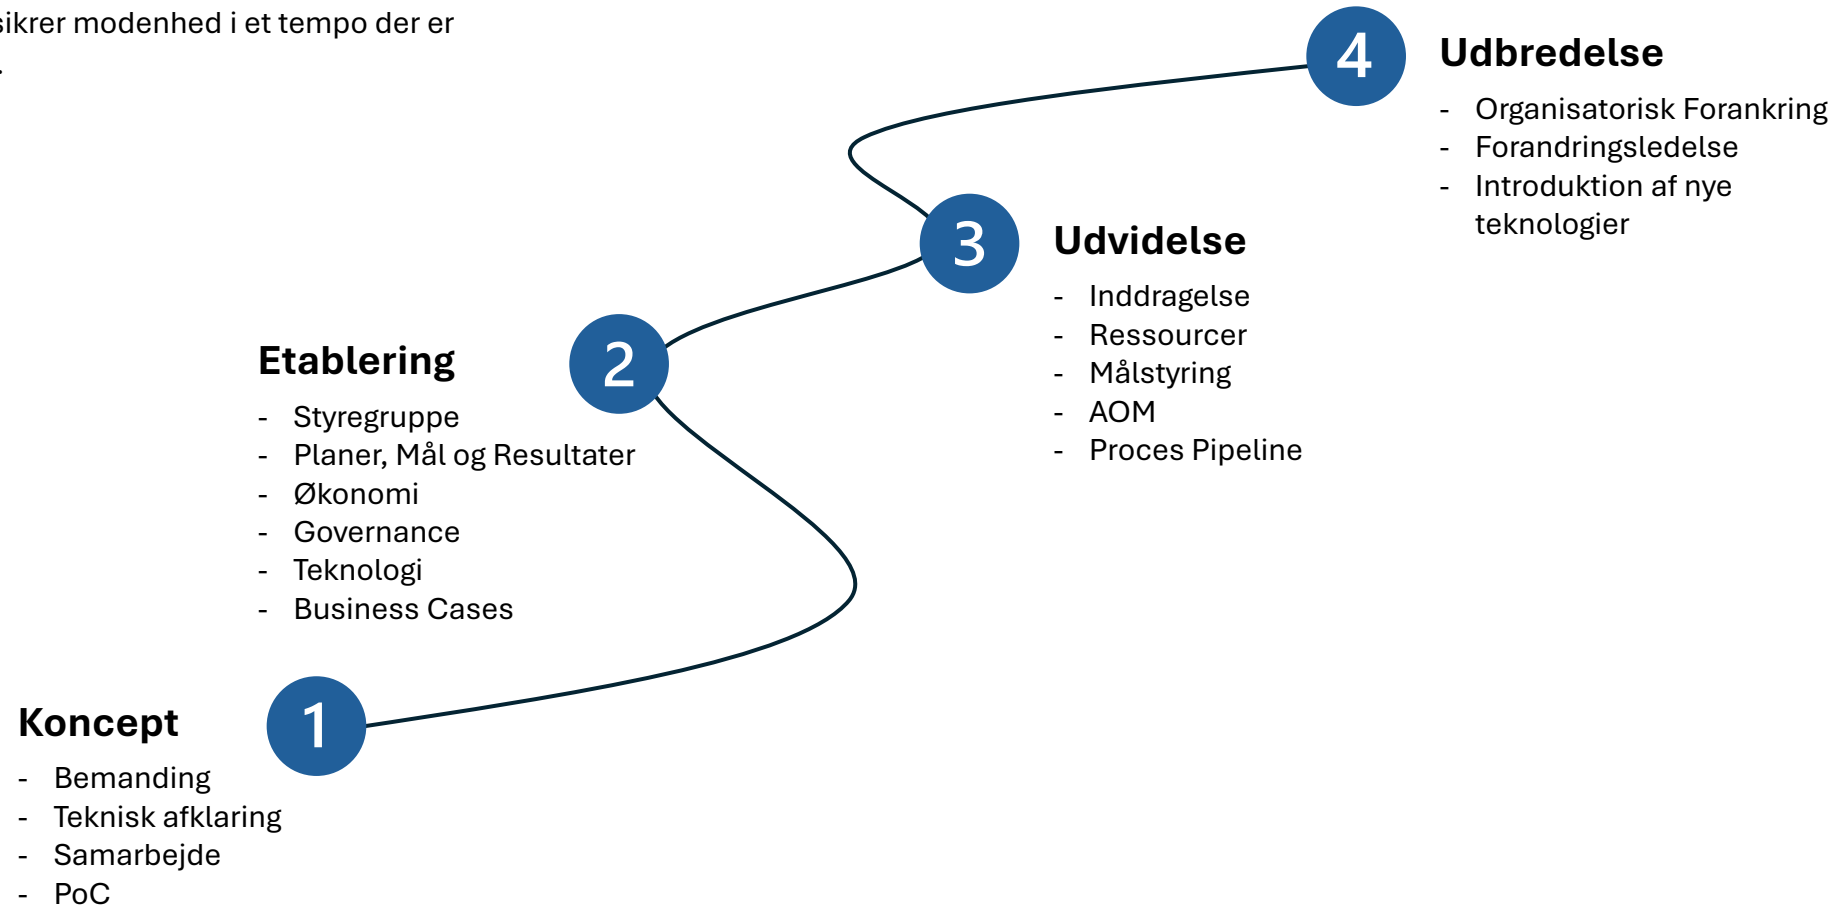 sikrer modenhed i et tempo der er
.
4
Udbredelse
- Organisatorisk Forankring
- Forandringsledelse
- Introduktion af nye
teknologier
3
Udvidelse
- Inddragelse
- Ressourcer
- Målstyring
- AOM
- Proces Pipeline
2
Etablering
- Styregruppe
- Planer, Mål og Resultater
- Økonomi
- Governance
- Teknologi
- Business Cases
1
Koncept
- Bemanding
- Teknisk afklaring
- Samarbejde
- PoC